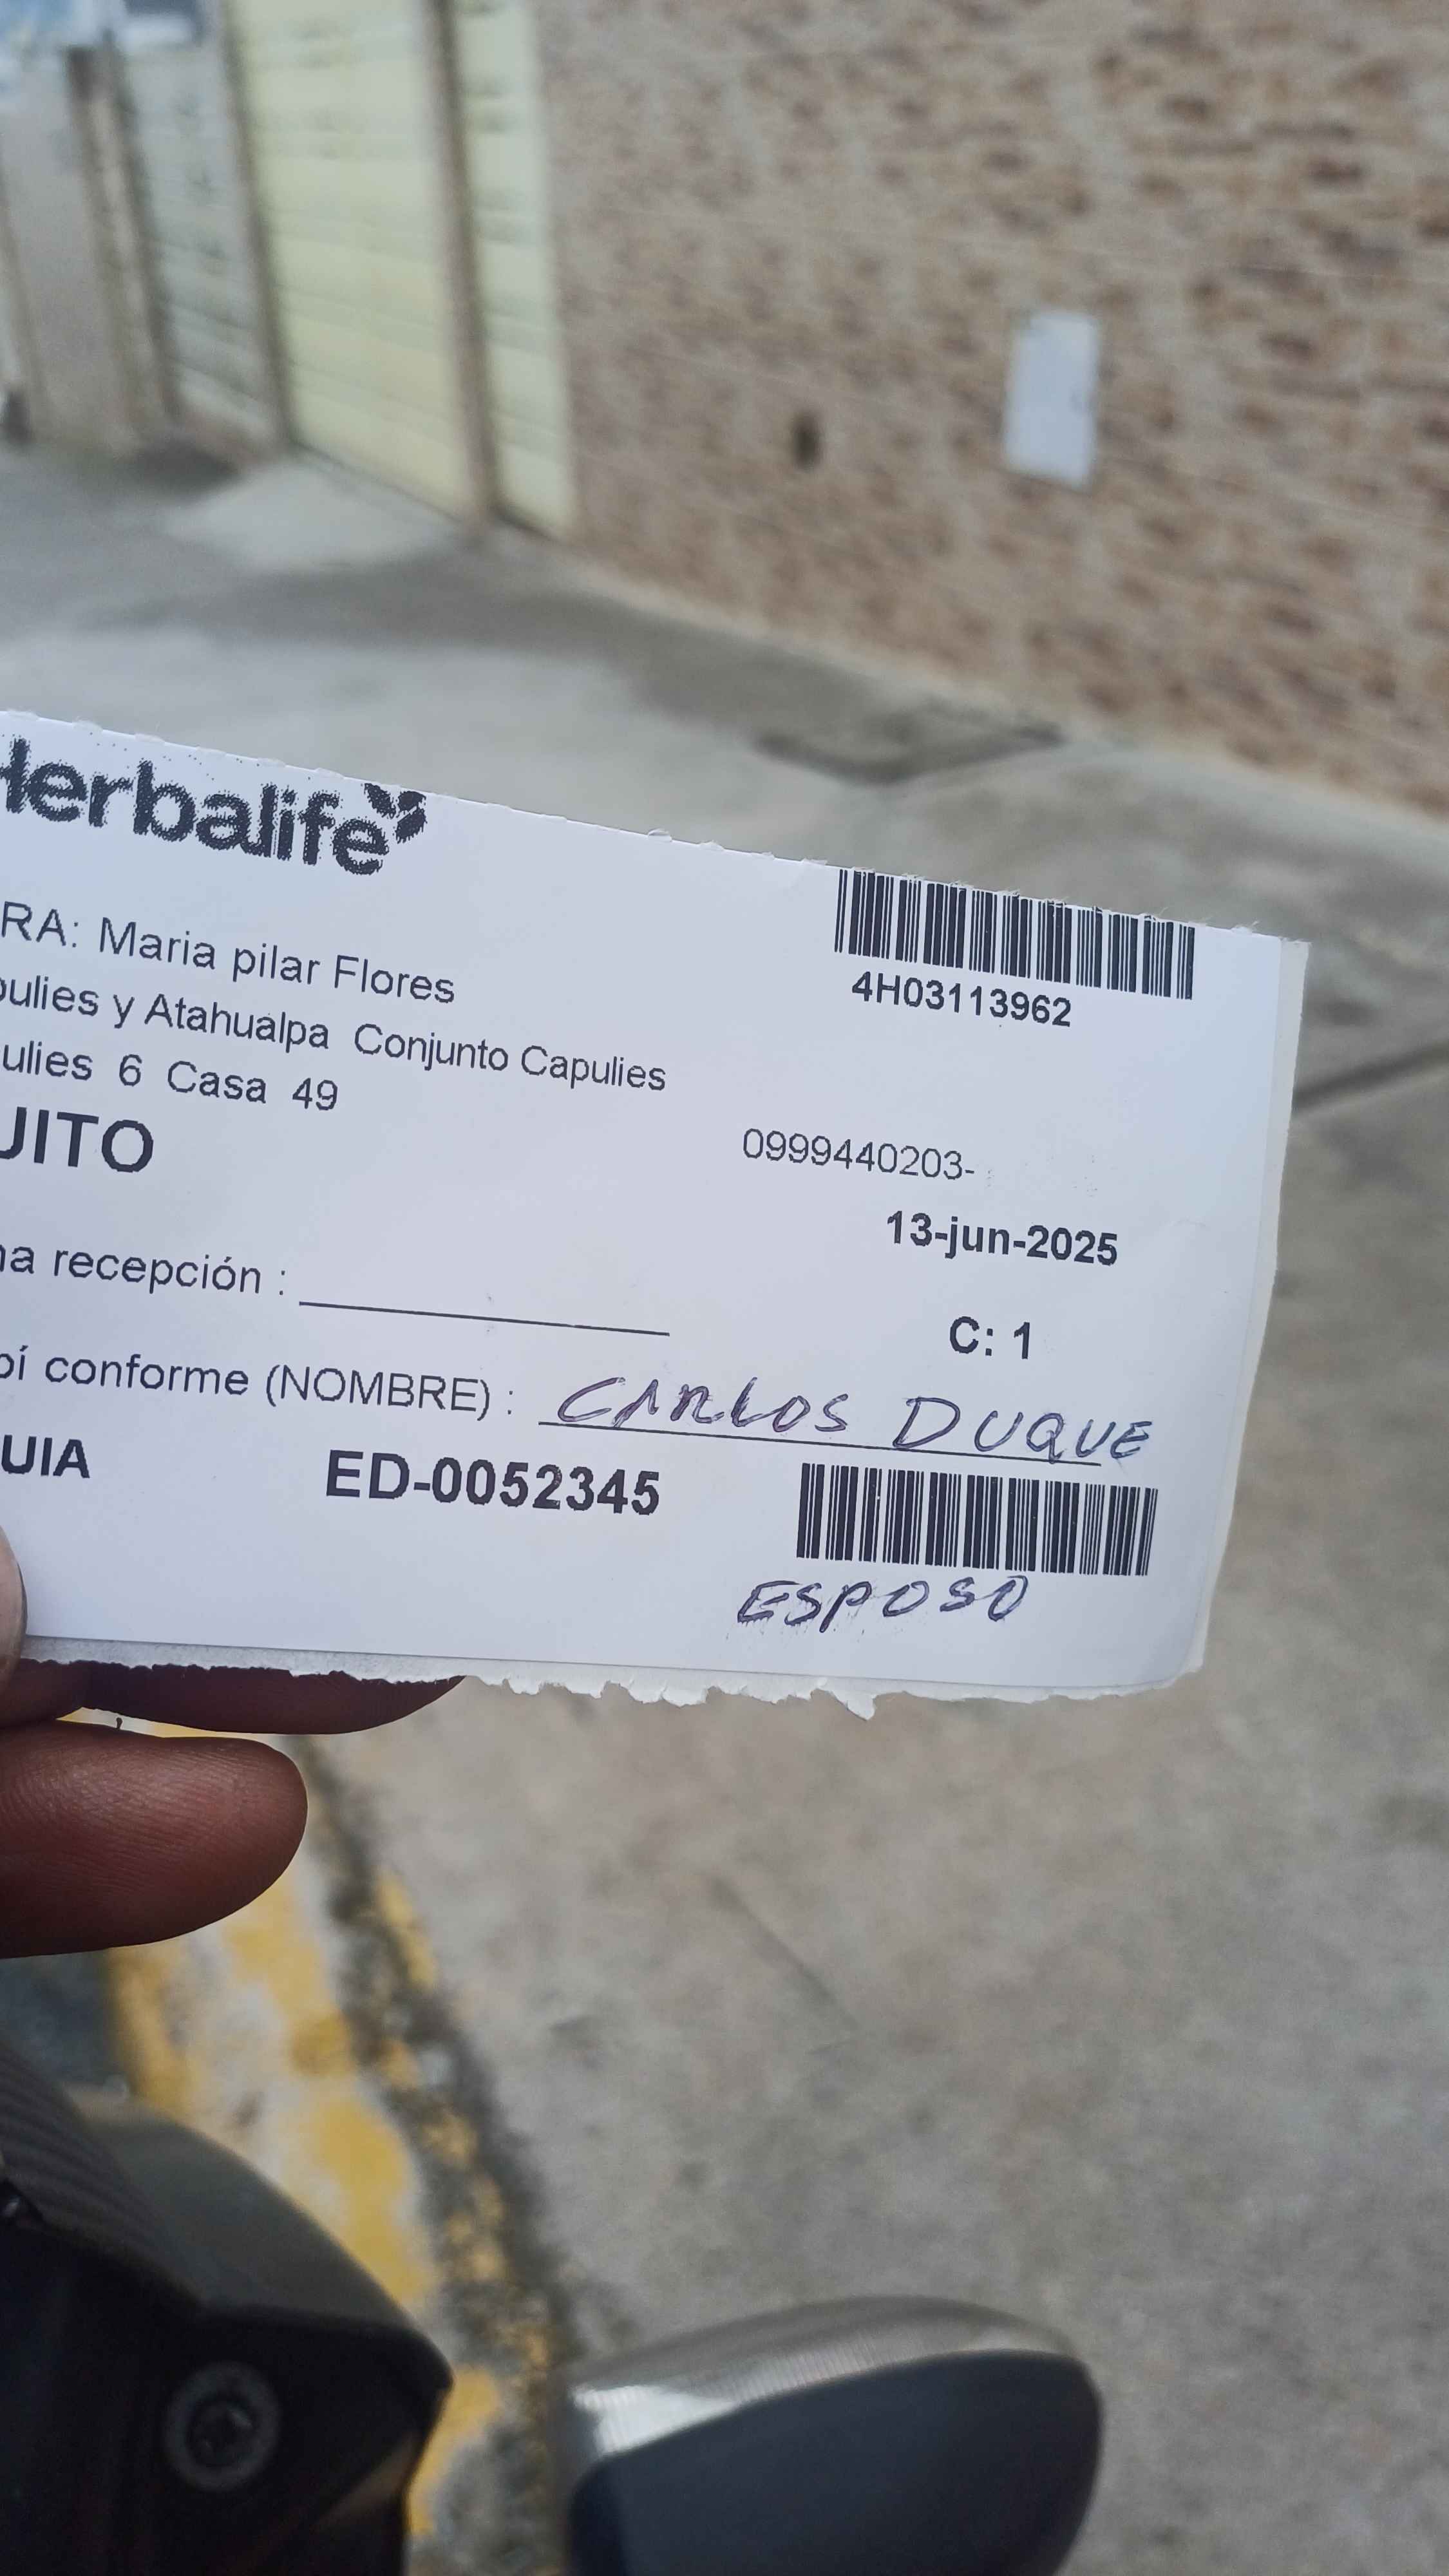 Herbalife
4H03113962
RA: Maria pilar Flores
pulies y Atahualpa Conjunto Capulies
ulies 6 Casa 49
UITO
0999440203-
13-jun-2025
na recepción : 
C: 1
bí conforme (NOMBRE) : CARLOS DUQUE
UIA ED-0052345
ESPOSO